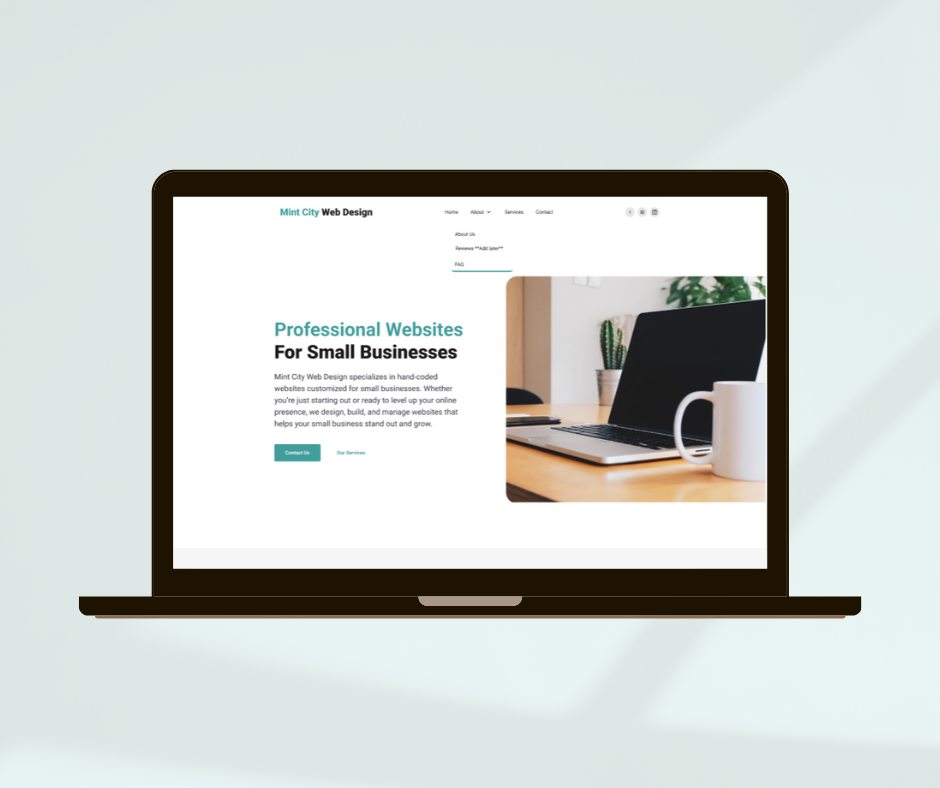 Mint City Web Design
Home About Services Contact
About Us
Reviews **Add later**
FAQ
Professional Websites
For Small Businesses
Mint City Web Design specializes in hand-coded
websites customized for small businesses. Whether
you're just starting out or ready to level up your online
presence, we design, build, and manage websites that
helps your small business stand out and grow.
Contact Us Our Services